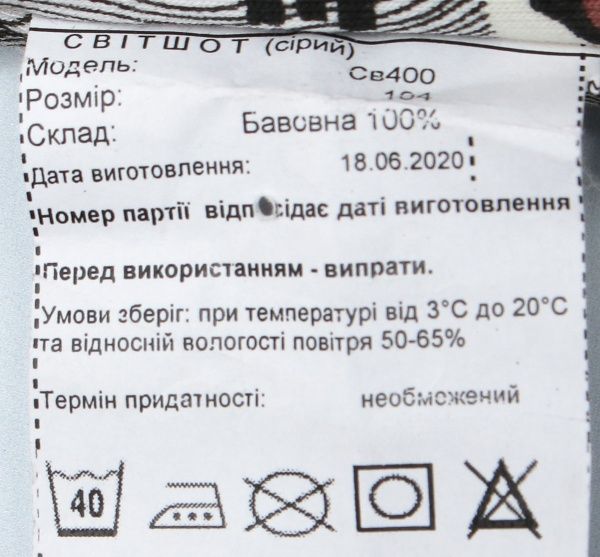 СВІТШОТ (сірий)
Модель: Св400
Розмір: 104
Склад: Бавовна 100%
Дата виготовлення: 18.06.2020
Номер партії відповідає даті виготовлення
Перед використанням - випрати.
Умови зберіг: при температурі від 3°С до 20°С
та відносній вологості повітря 50-65%
Термін придатності: необмежений
40